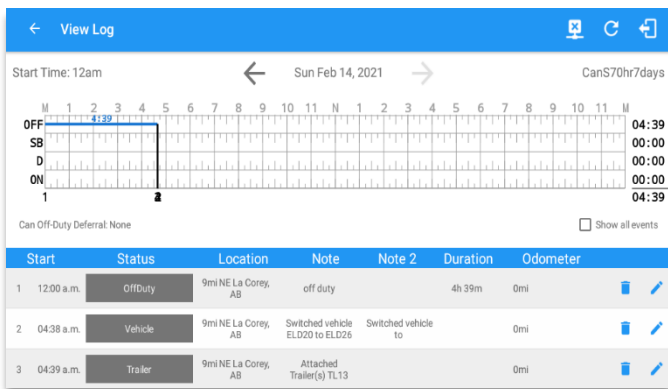 View Log
Start Time: 12am Sun Feb 14, 2021 CanS70hr7days
M 1 2 3 4 5 6 7 8 9 10 11 N 1 2 3 4 5 6 7 8 9 10 11 M
4:39
OFF 04:39
SB 00:00
D 00:00
ON 00:00
1 04:39
Can Off-Duty Deferral: None Show all events
Start Status Location Note Note 2 Duration Odometer
1 12:00 a.m. OffDuty 9mi NE La Corey, AB off duty 4h 39m 0mi
2 04:38 a.m. Vehicle 9mi NE La Corey, AB Switched vehicle ELD20 to ELD26 Switched vehicle to 0mi
3 04:39 a.m. Trailer 9mi NE La Corey, AB Attached Trailer(s) TL13 0mi